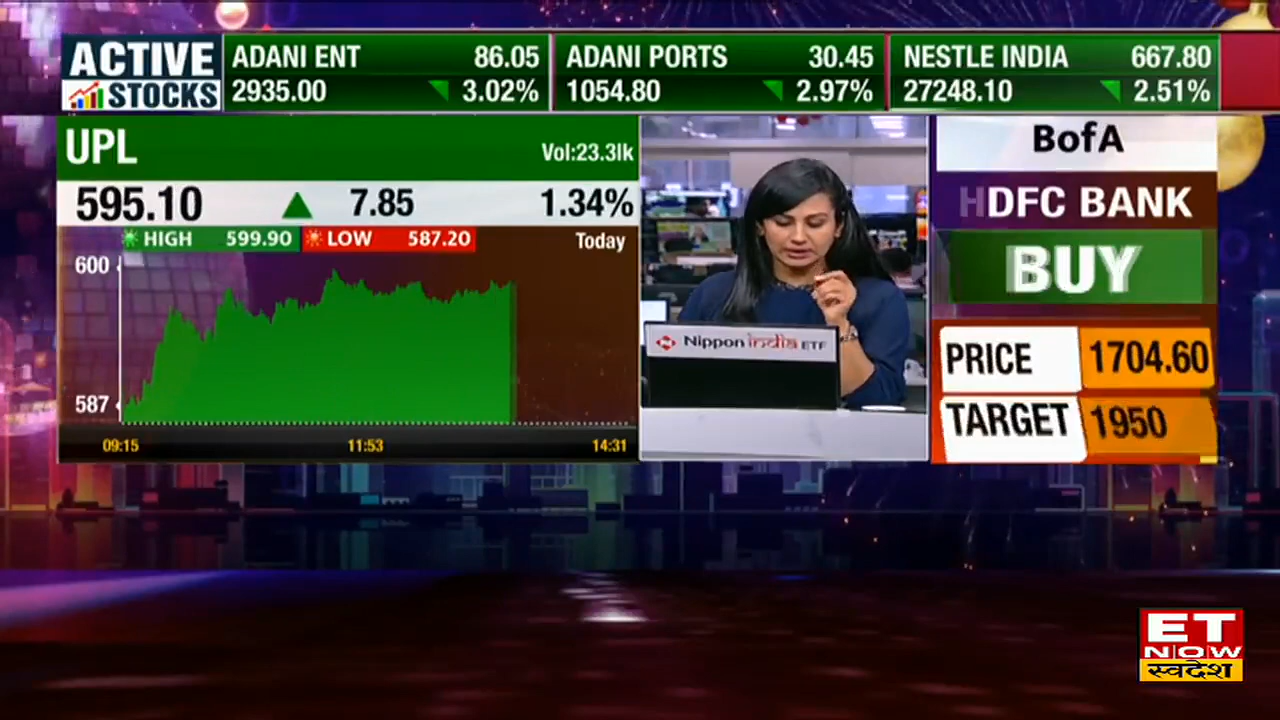 ACTIVE STOCKS
ADANI ENT 86.05
2935.00 3.02%
ADANI PORTS 30.45
1054.80 2.97%
NESTLE INDIA 667.80
27248.10 2.51%
UPL
Vol:23.3lk
595.10 7.85 1.34%
HIGH 599.90 LOW 587.20 Today
600
587
09:15 11:53 14:31
Nippon india ETF
BofA
HDFC BANK
BUY
PRICE 1704.60
TARGET 1950
ET
NOW
स्वदेश